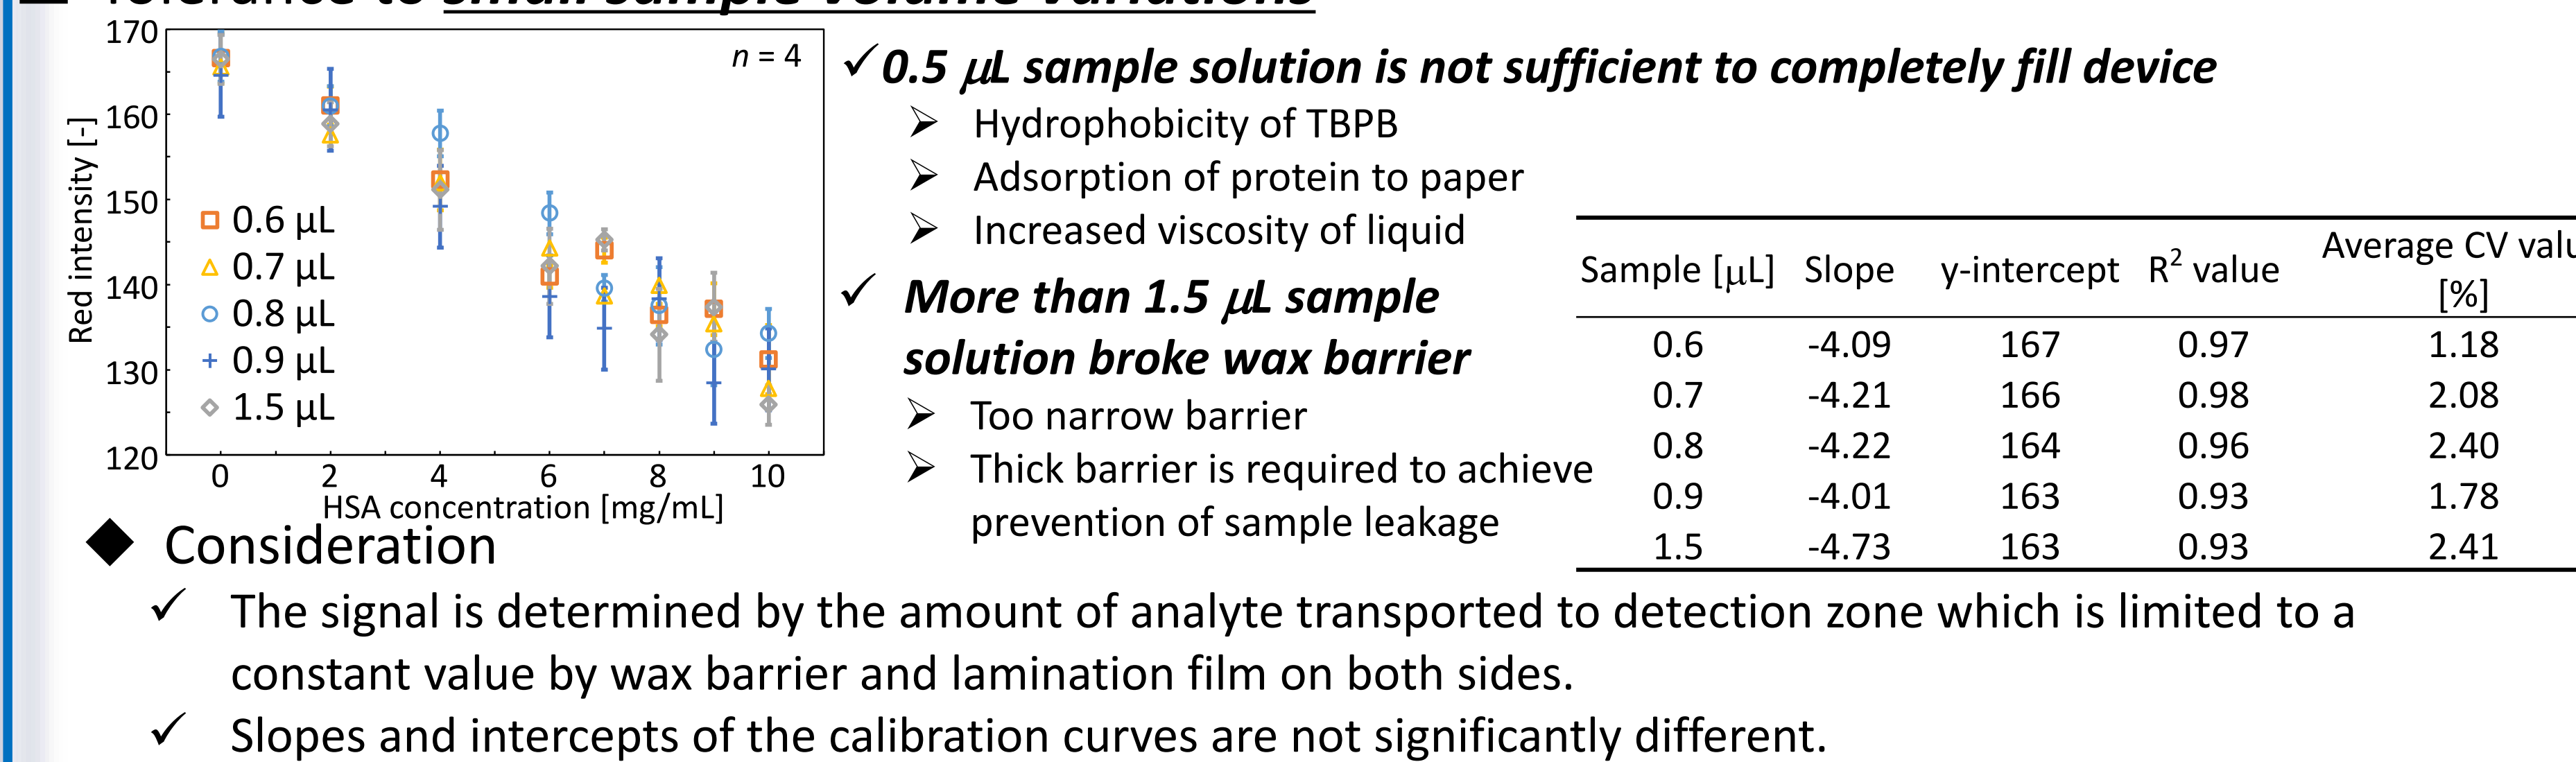 Tolerance to small sample volume variations
170
160
150
140
130
120
Red intensity [-]
n = 4
0.6 µL
0.7 µL
0.8 µL
0.9 µL
1.5 µL
0 2 4 6 8 10
HSA concentration [mg/mL]
✓ 0.5 µL sample solution is not sufficient to completely fill device
➢ Hydrophobicity of TBPB
➢ Adsorption of protein to paper
➢ Increased viscosity of liquid
✓ More than 1.5 µL sample
solution broke wax barrier
➢ Too narrow barrier
➢ Thick barrier is required to achieve
prevention of sample leakage
Sample [µL] Slope y-intercept R² value Average CV valu
[%]
0.6 -4.09 167 0.97 1.18
0.7 -4.21 166 0.98 2.08
0.8 -4.22 164 0.96 2.40
0.9 -4.01 163 0.93 1.78
1.5 -4.73 163 0.93 2.41
◆ Consideration
✓ The signal is determined by the amount of analyte transported to detection zone which is limited to a
constant value by wax barrier and lamination film on both sides.
✓ Slopes and intercepts of the calibration curves are not significantly different.